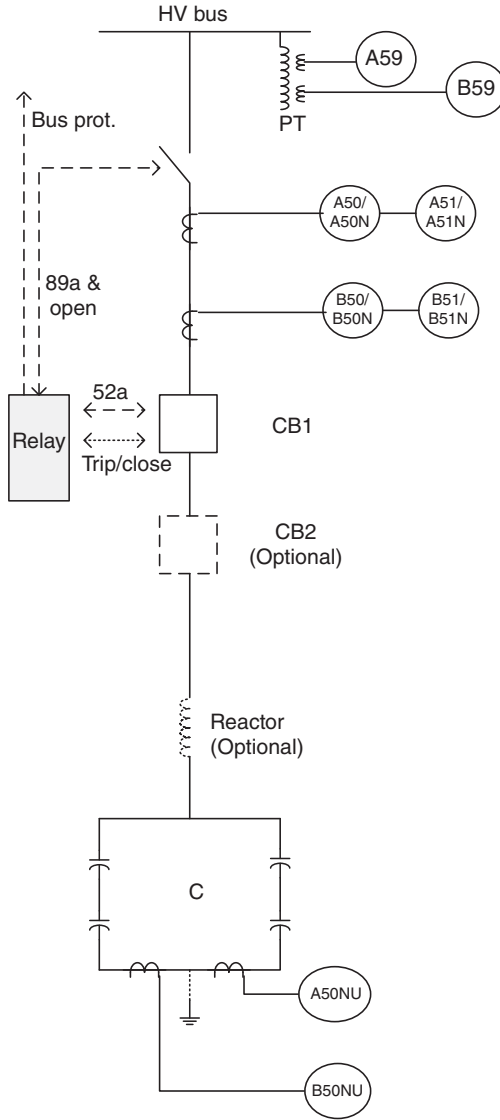 HV bus
A59
B59
PT
Bus prot.
A50/
A50N
A51/
A51N
89a &
open
B50/
B50N
B51/
B51N
52a
Relay
Trip/close
CB1
CB2
(Optional)
Reactor
(Optional)
C
A50NU
B50NU